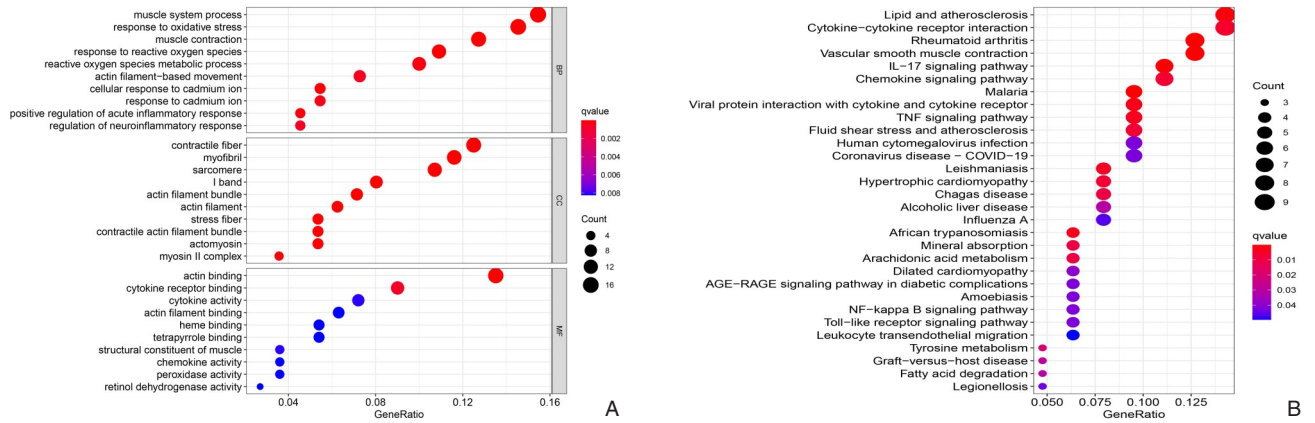 muscle system process
response to oxidative stress
muscle contraction
response to reactive oxygen species
reactive oxygen species metabolic process
actin filament−based movement
cellular response to cadmium ion
response to cadmium ion
positive regulation of acute inflammatory response
regulation of neuroinflammatory response
BP
contractile fiber
myofibril
sarcomere
I band
actin filament bundle
actin filament
stress fiber
contractile actin filament bundle
actomyosin
myosin II complex
CC
actin binding
cytokine receptor binding
cytokine activity
actin filament binding
heme binding
tetrapyrrole binding
structural constituent of muscle
chemokine activity
peroxidase activity
retinol dehydrogenase activity
MF
0.04 0.08 0.12 0.16
GeneRatio
qvalue
0.002
0.004
0.006
0.008
Count
4
8
12
16
A
Lipid and atherosclerosis
Cytokine−cytokine receptor interaction
Rheumatoid arthritis
Vascular smooth muscle contraction
IL−17 signaling pathway
Chemokine signaling pathway
Malaria
Viral protein interaction with cytokine and cytokine receptor
TNF signaling pathway
Fluid shear stress and atherosclerosis
Human cytomegalovirus infection
Coronavirus disease − COVID−19
Leishmaniasis
Hypertrophic cardiomyopathy
Chagas disease
Alcoholic liver disease
Influenza A
African trypanosomiasis
Mineral absorption
Arachidonic acid metabolism
Dilated cardiomyopathy
AGE−RAGE signaling pathway in diabetic complications
Amoebiasis
NF−kappa B signaling pathway
Toll−like receptor signaling pathway
Leukocyte transendothelial migration
Tyrosine metabolism
Graft−versus−host disease
Fatty acid degradation
Legionellosis
0.050 0.075 0.100 0.125
GeneRatio
Count
3
4
5
6
7
8
9
qvalue
0.01
0.02
0.03
0.04
B